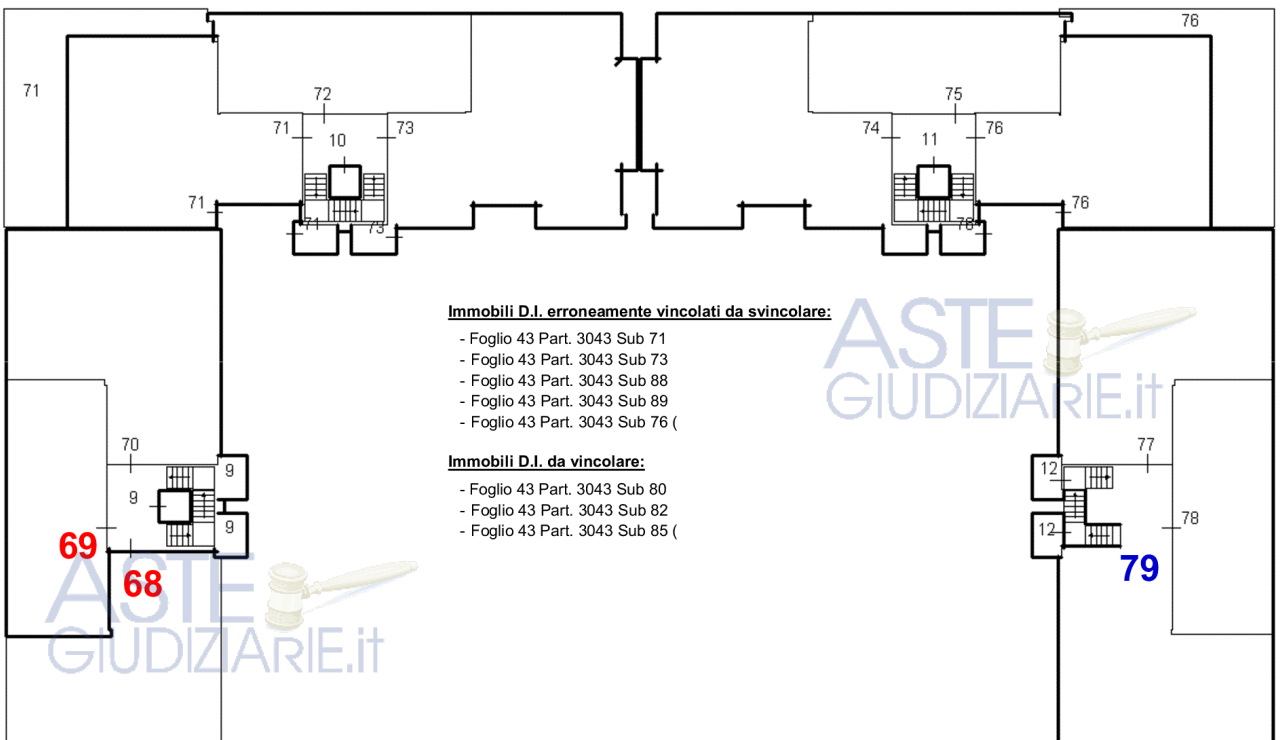 76
71
72
75
71
73
74
76
10
11
71
76
71
73
76
Immobili D.I. erroneamente vincolati da svincolare:
- Foglio 43 Part. 3043 Sub 71
- Foglio 43 Part. 3043 Sub 73
- Foglio 43 Part. 3043 Sub 88
- Foglio 43 Part. 3043 Sub 89
- Foglio 43 Part. 3043 Sub 76 (
ASTE
GIUDIZIARIE.it
Immobili D.I. da vincolare:
- Foglio 43 Part. 3043 Sub 80
- Foglio 43 Part. 3043 Sub 82
- Foglio 43 Part. 3043 Sub 85 (
70
77
9
12
9
9
12
78
69
68
79
ASTE
GIUDIZIARIE.it